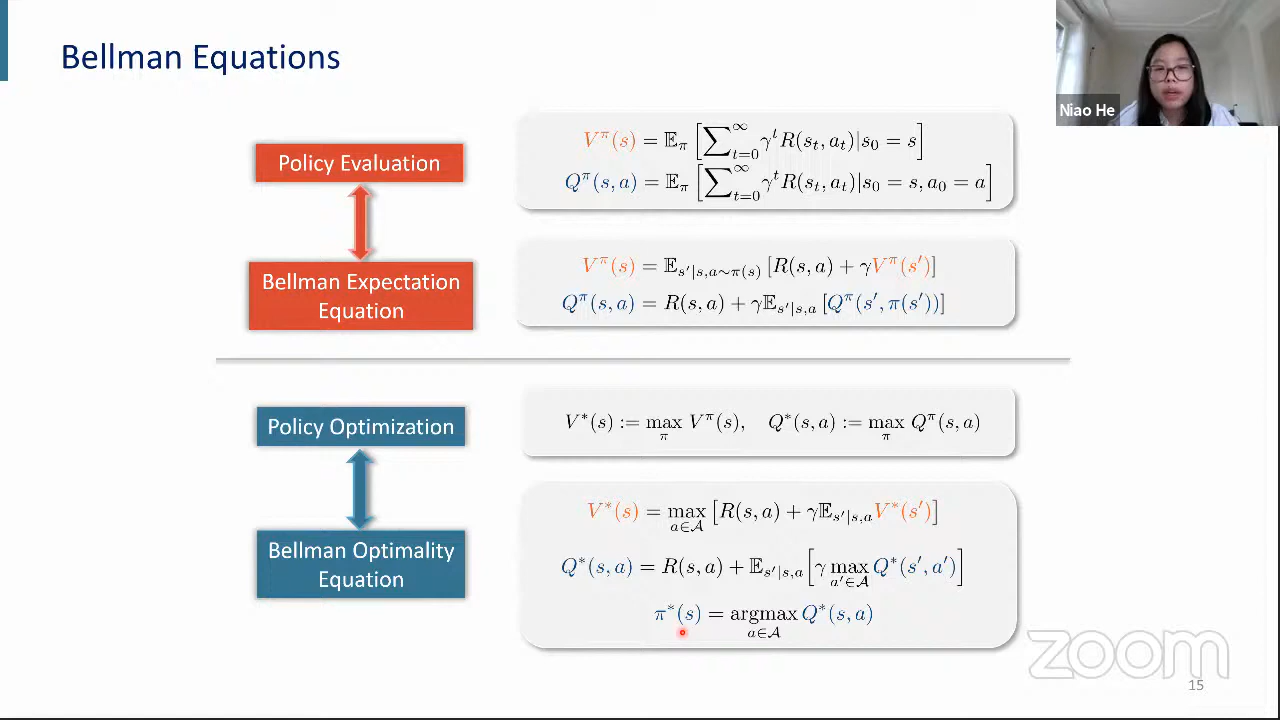 Bellman Equations
Niao He
Policy Evaluation
V^π(s) = 𝔼_π [∑_{t=0}^∞ γ^t R(s_t, a_t)|s_0 = s]
Q^π(s, a) = 𝔼_π [∑_{t=0}^∞ γ^t R(s_t, a_t)|s_0 = s, a_0 = a]
Bellman Expectation
Equation
V^π(s) = 𝔼_{s′|s,a∼π(s)} [R(s, a) + γV^π(s′)]
Q^π(s, a) = R(s, a) + γ𝔼_{s′|s,a} [Q^π(s′, π(s′))]
Policy Optimization
V*(s) := max_π V^π(s), Q*(s, a) := max_π Q^π(s, a)
Bellman Optimality
Equation
V*(s) = max_{a∈𝒜} [R(s, a) + γ𝔼_{s′|s,a} V*(s′)]
Q*(s, a) = R(s, a) + 𝔼_{s′|s,a} [γ max_{a′∈𝒜} Q*(s′, a′)]
π*(s) = argmax_{a∈𝒜} Q*(s, a)
zoom
15